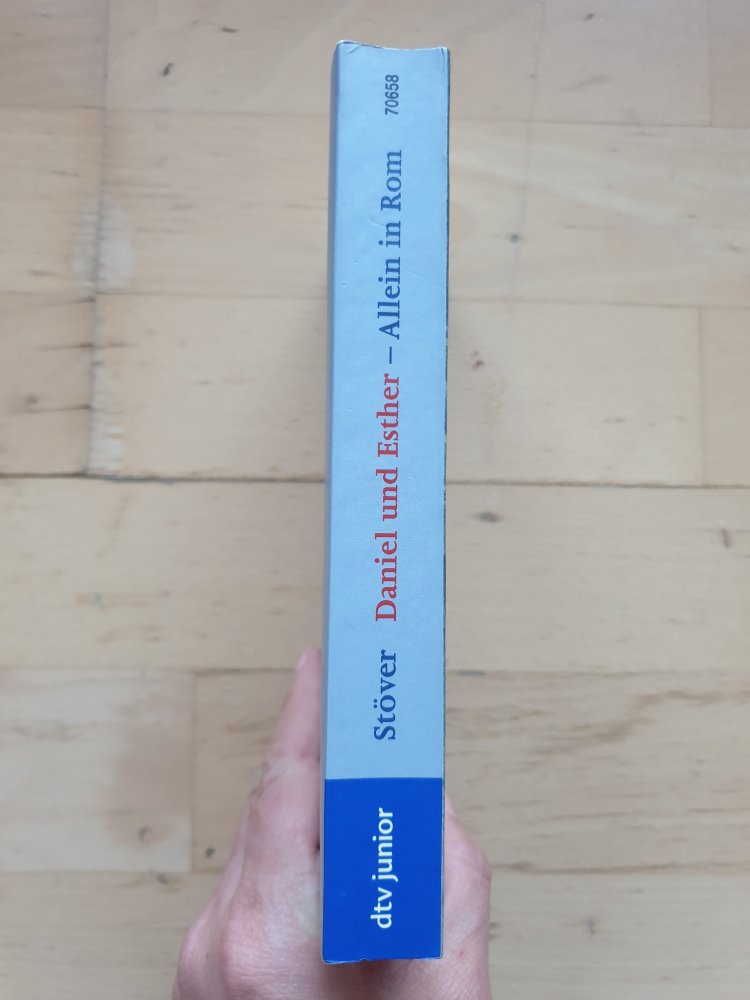 dtv junior
Stöver Daniel und Esther – Allein in Rom 70658